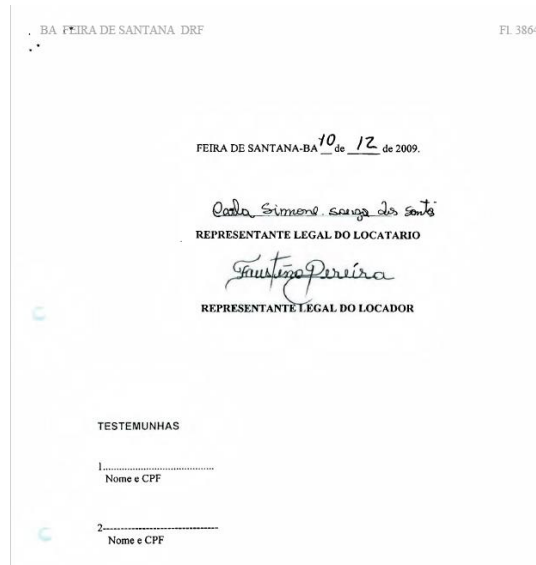 BA FEIRA DE SANTANA DRF Fl. 3864
FEIRA DE SANTANA-BA 10 de 12 de 2009.
Carla Simone souza dos Santos
REPRESENTANTE LEGAL DO LOCATARIO
Faustino Pereira
REPRESENTANTE LEGAL DO LOCADOR
TESTEMUNHAS
1......................................
Nome e CPF
2--------------------------------
Nome e CPF